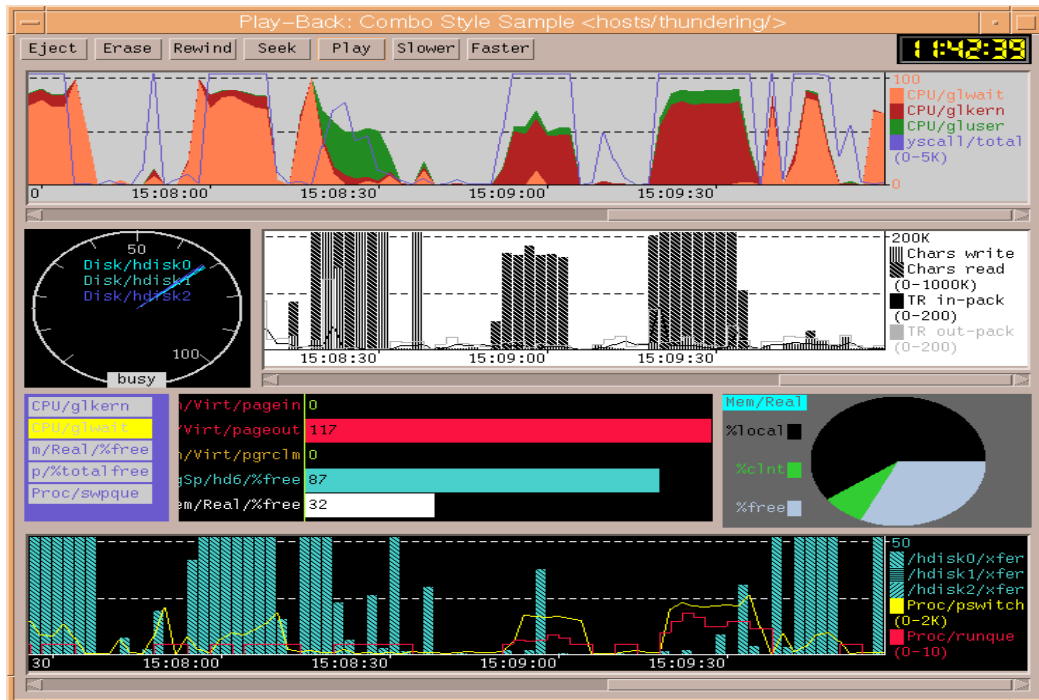 Play-Back: Combo Style Sample <hosts/thundering/>
Eject Erase Rewind Seek Play Slower Faster
11:42:39
100
CPU/glwait
CPU/glkern
CPU/gluser
yscall/total
(0-5K)
0
0 15:08:00 15:08:30 15:09:00 15:09:30
50
Disk/hdisk0
Disk/hdisk1
Disk/hdisk2
100
busy
200K
Chars write
Chars read
(0-1000K)
TR in-pack
(0-200)
TR out-pack
(0-200)
15:08:30 15:09:00 15:09:30
CPU/glkern
CPU/glwait
m/Real/%free
p/%totalfree
Proc/swpque
/Virt/pagein 0
/Virt/pageout 117
/Virt/pgrclm 0
gSp/hd6/%free 87
em/Real/%free 32
Mem/Real
%local
%clnt
%free
50
/hdisk0/xfer
/hdisk1/xfer
/hdisk2/xfer
Proc/pswitch
(0-2K)
Proc/runque
(0-10)
30 15:08:00 15:08:30 15:09:00 15:09:30